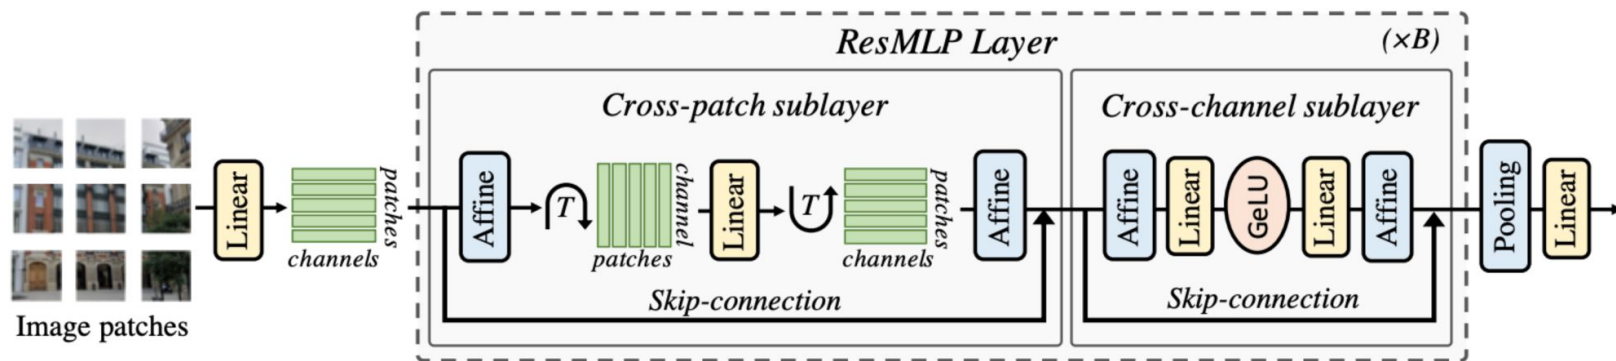 ResMLP Layer
(×B)
Cross-patch sublayer
Cross-channel sublayer
Linear
patches
channels
Affine
T
channel
patches
Linear
T
patches
channels
Affine
Skip-connection
Affine
Linear
GeLU
Linear
Affine
Skip-connection
Pooling
Linear
Image patches